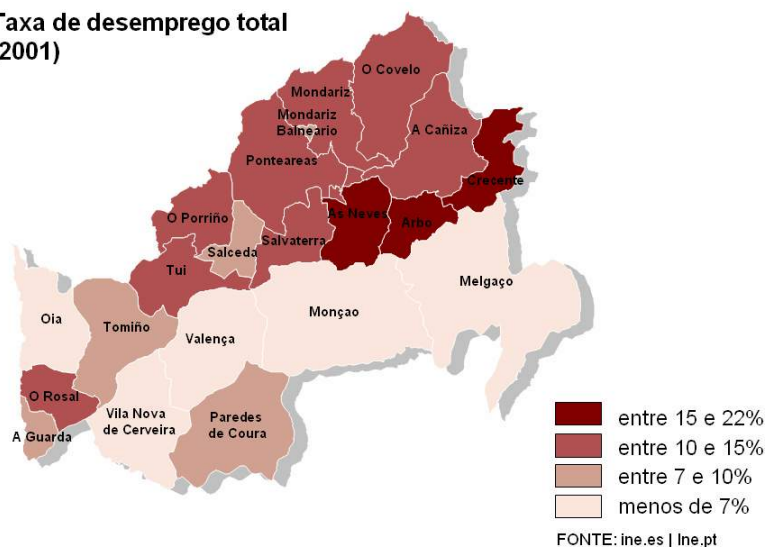 Taxa de desemprego total
(2001)
O Covelo
Mondariz
Mondariz
Balneario
A Cañiza
Ponteareas
Crecente
O Porriño
As Neves
Arbo
Salceda
Salvaterra
Tui
Melgaço
Oia
Tomiño
Valença
Monçao
O Rosal
Vila Nova
de Cerveira
Paredes
de Coura
A Guarda
entre 15 e 22%
entre 10 e 15%
entre 7 e 10%
menos de 7%
FONTE: ine.es | Ine.pt